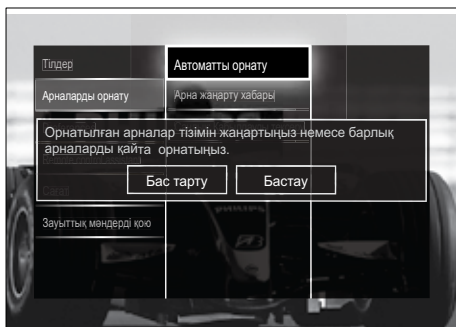 Тілдер
Автоматты орнату
Арналарды орнату
Арна жаңарту хабары
Орнатылған арналар тізімін жаңартыңыз немесе барлық
арналарды қайта орнатыңыз.
Бас тарту
Бастау
Сағат
Зауыттық мәндерді қою
PHILIPS